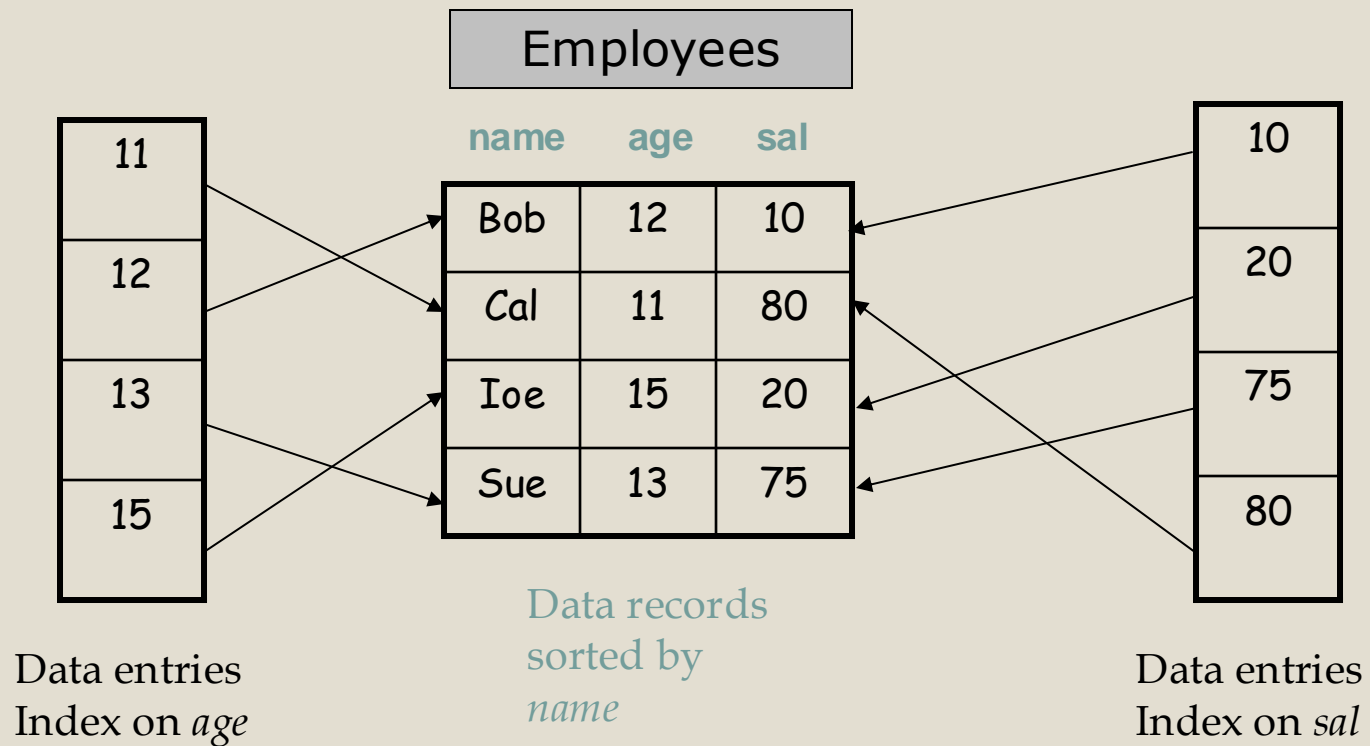 Employees
name age sal
11
12
13
15
Bob 12 10
Cal 11 80
Ioe 15 20
Sue 13 75
10
20
75
80
Data entries
Index on age
Data records
sorted by
name
Data entries
Index on sal